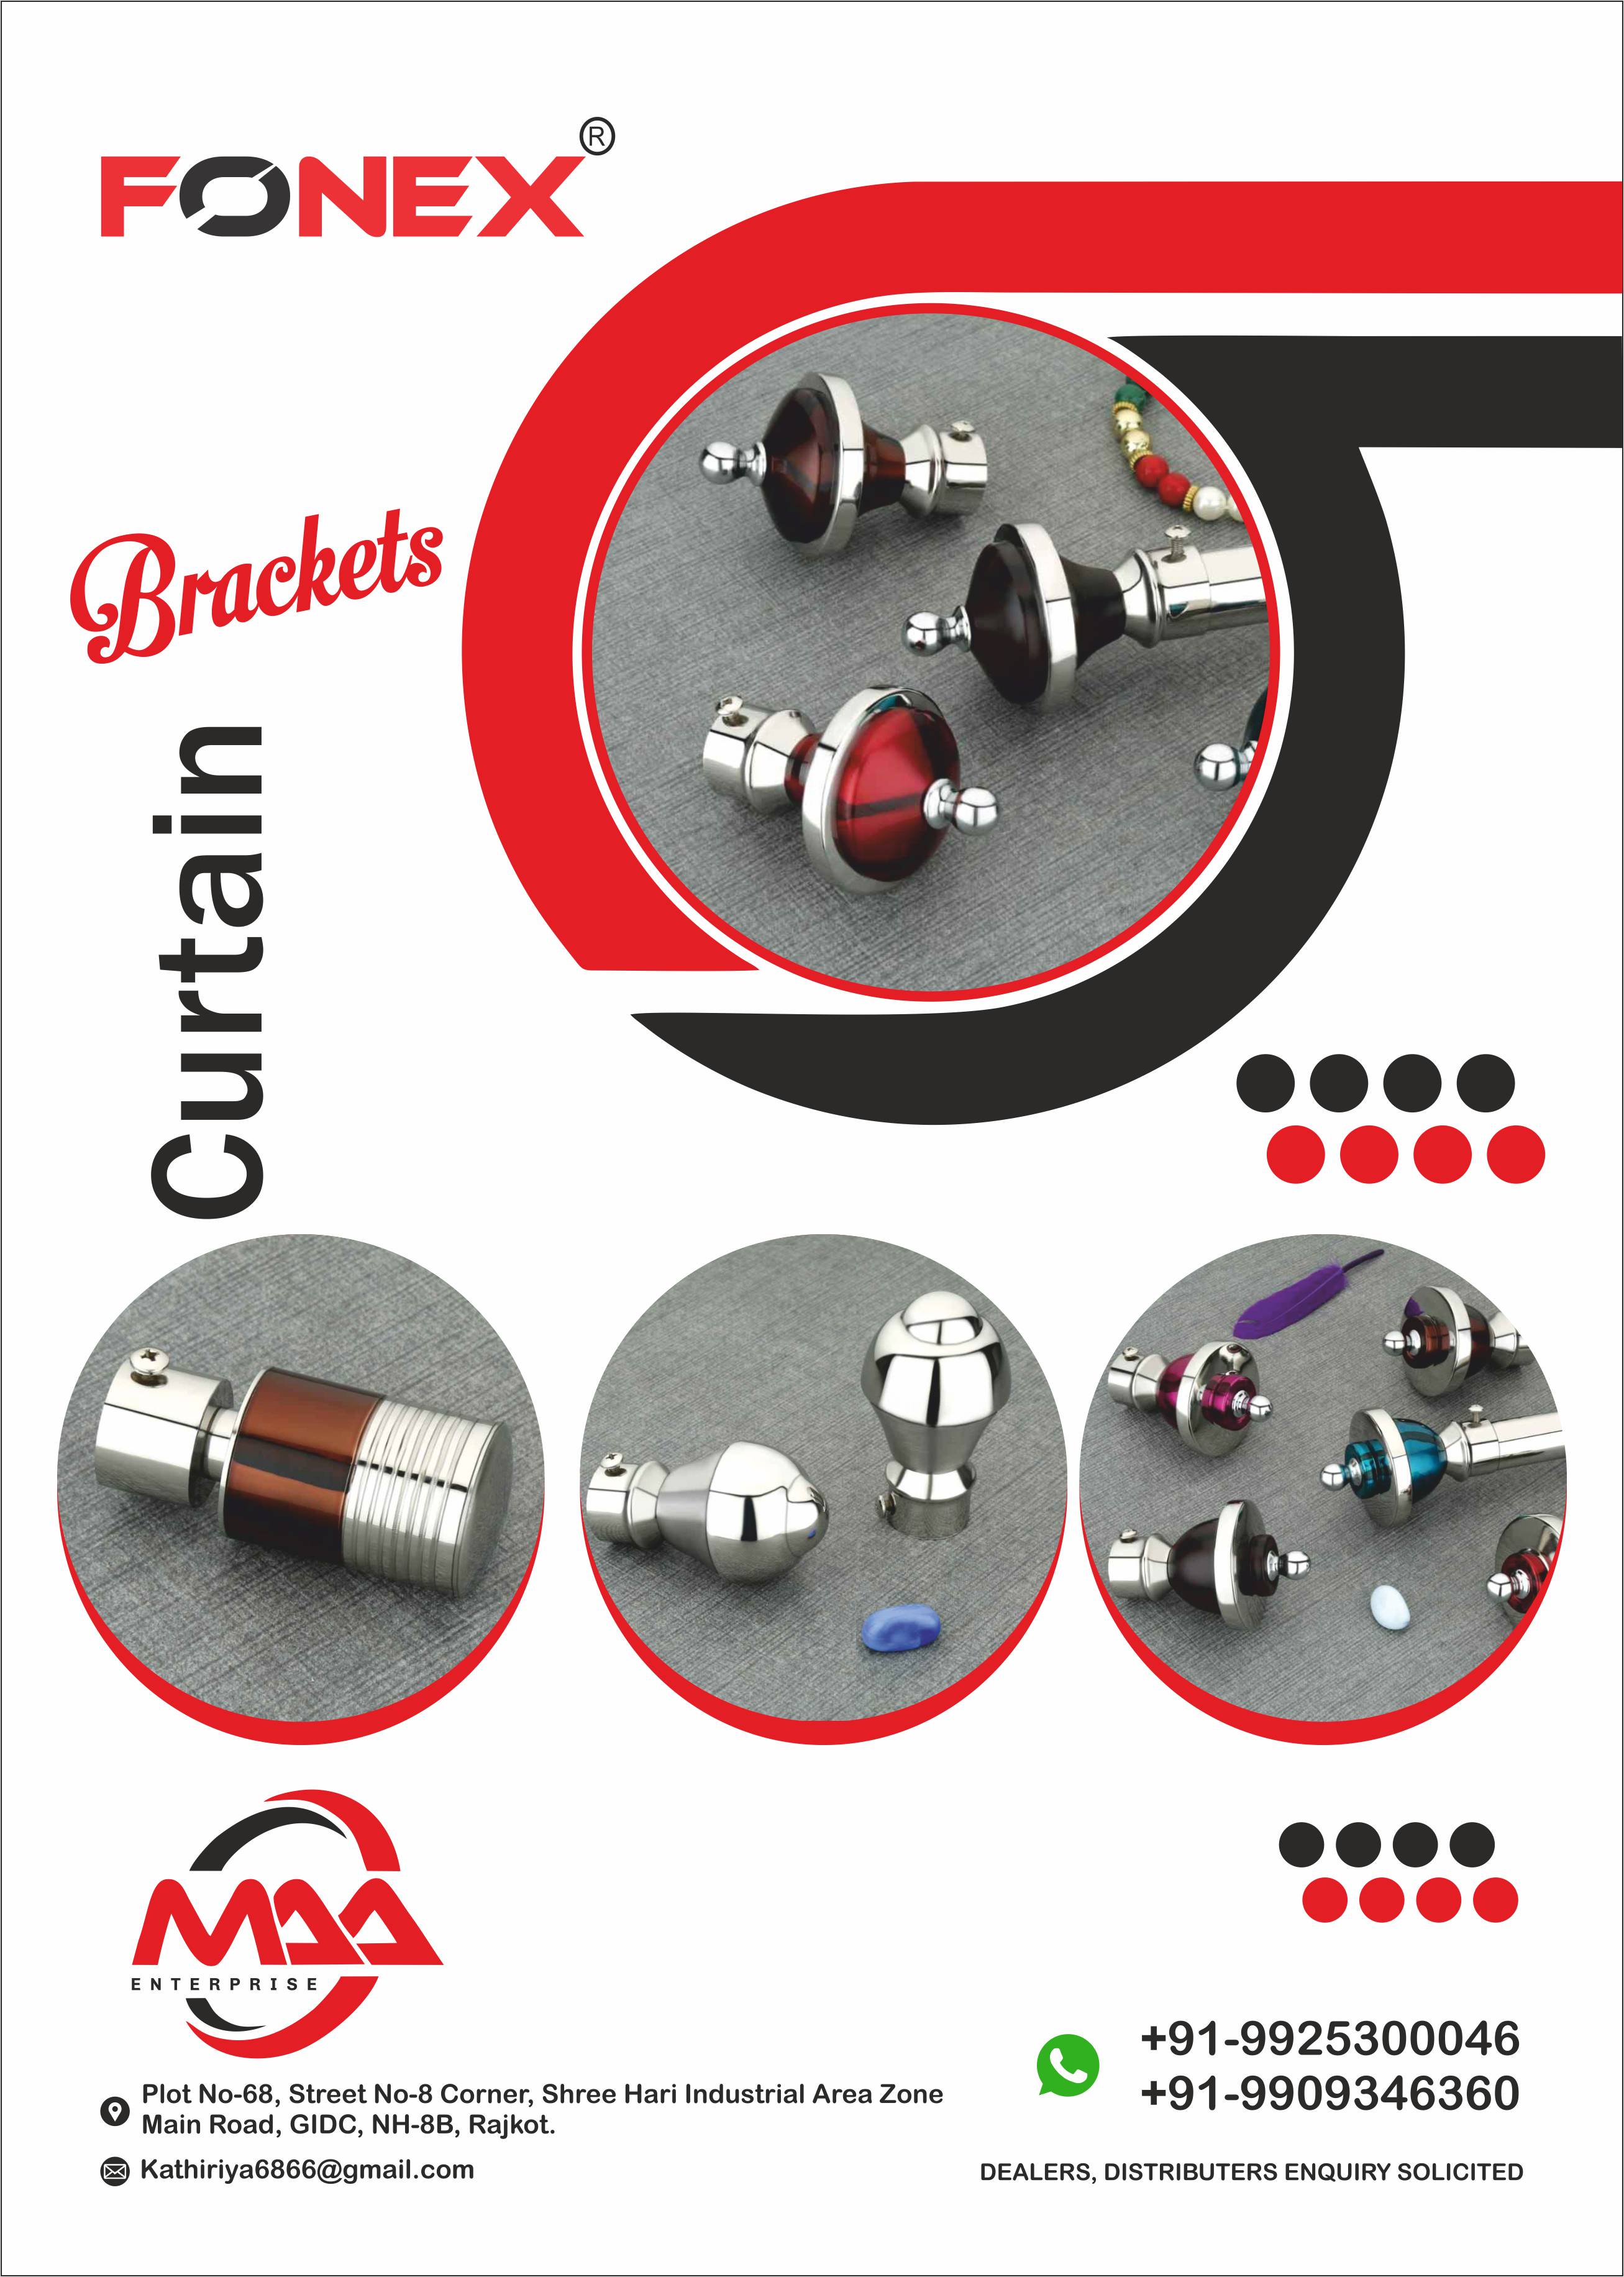 FONEX®
Brackets
Curtain
MAA
ENTERPRISE
Plot No-68, Street No-8 Corner, Shree Hari Industrial Area Zone
Main Road, GIDC, NH-8B, Rajkot.
Kathiriya6866@gmail.com
+91-9925300046
+91-9909346360
DEALERS, DISTRIBUTERS ENQUIRY SOLICITED